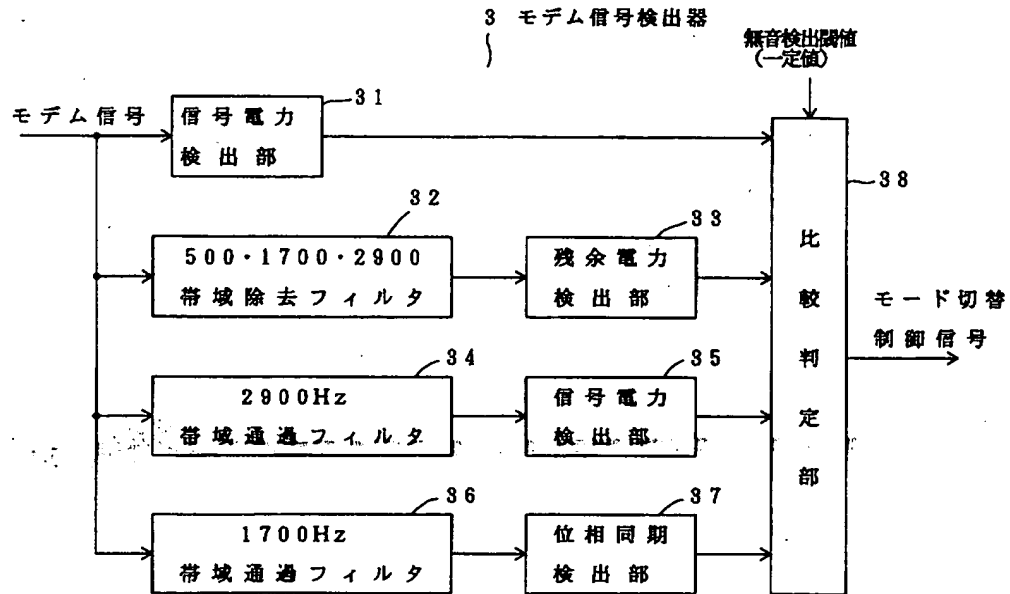 3 モデム信号検出器
無音検出閾値
(一定値)
モデム信号
信号電力
検出部
31
38
32
500・1700・2900
帯域除去フィルタ
33
残余電力
検出部
比較判定部
モード切替
制御信号
34
2900Hz
帯域通過フィルタ
35
信号電力
検出部
36
1700Hz
帯域通過フィルタ
37
位相同期
検出部